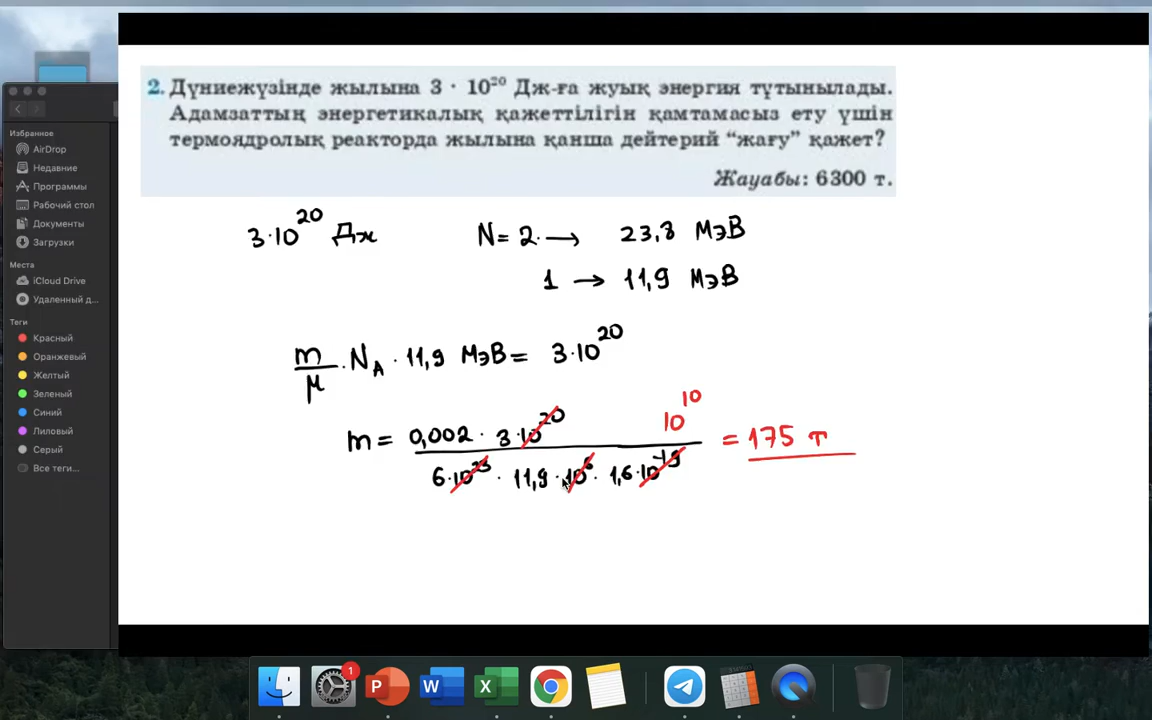 2. Дүниежүзінде жылына 3 · 10²⁰ Дж-ға жуық энергия тұтынылады.
Адамзаттың энергетикалық қажеттілігін қамтамасыз ету үшін
термоядролық реакторда жылына қанша дейтерий “жағу” қажет?
Жауабы: 6300 т.
Избранное
AirDrop
Недавние
Программы
Рабочий стол
Документы
Загрузки
Места
iCloud Drive
Удаленный д...
Теги
Красный
Оранжевый
Желтый
Зеленый
Синий
Лиловый
Серый
Все теги...
3·10²⁰ Дж
N = 2 → 23,8 МэВ
1 → 11,9 МэВ
m/μ · N_A · 11,9 МэВ = 3·10²⁰
10¹⁰
m = 0,002 · 3·10²⁰ = 175 т
6·10²³ · 11,9 · 10⁶ · 1,6·10⁻¹⁹
1
P
W
X